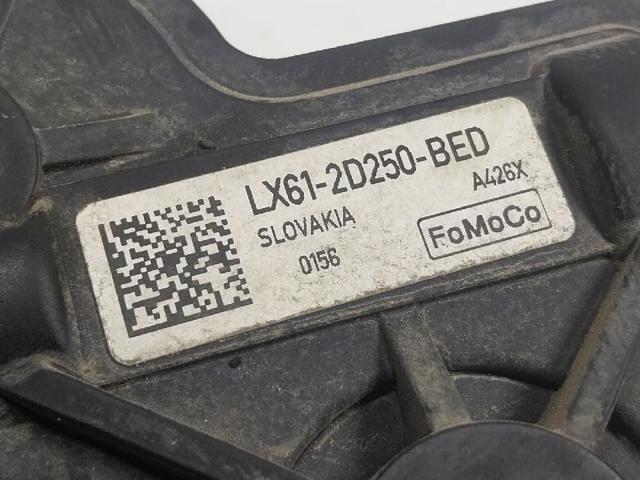 LX61-2D250-BED
SLOVAKIA
A426X
0156
FoMoCo